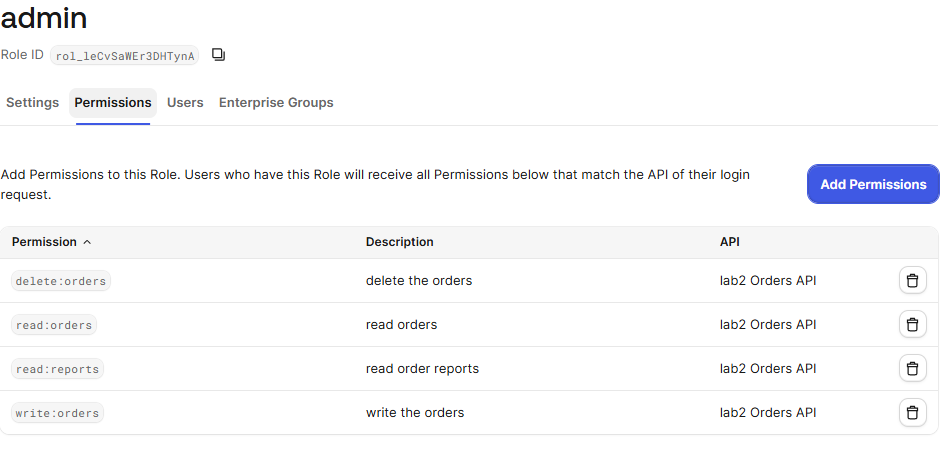 admin
Role ID rol_leCvSaWEr3DHTynA
Settings Permissions Users Enterprise Groups
Add Permissions to this Role. Users who have this Role will receive all Permissions below that match the API of their login
request.
Add Permissions
Permission Description API
delete:orders delete the orders lab2 Orders API
read:orders read orders lab2 Orders API
read:reports read order reports lab2 Orders API
write:orders write the orders lab2 Orders API